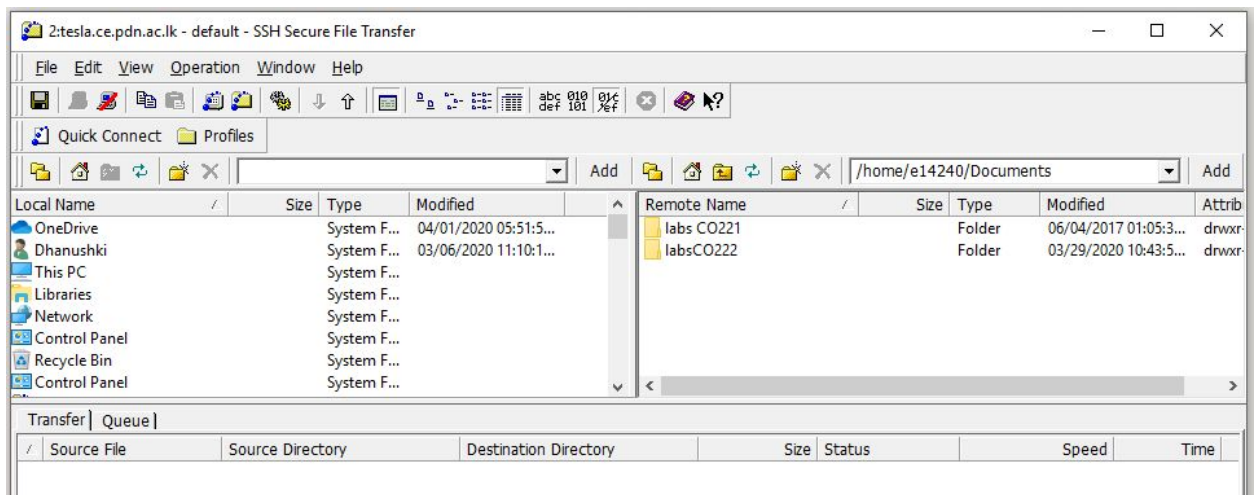 2:tesla.ce.pdn.ac.lk - default - SSH Secure File Transfer
File Edit View Operation Window Help
abc def 010 101
Quick Connect Profiles
Add /home/e14240/Documents Add
Local Name / Size Type Modified Remote Name / Size Type Modified Attrib
OneDrive System F... 04/01/2020 05:51:5... labs CO221 Folder 06/04/2017 01:05:3... drwxr-
Dhanushki System F... 03/06/2020 11:10:1... labsCO222 Folder 03/29/2020 10:43:5... drwxr-
This PC System F...
Libraries System F...
Network System F...
Control Panel System F...
Recycle Bin System F...
Control Panel System F...
Transfer Queue
/ Source File Source Directory Destination Directory Size Status Speed Time